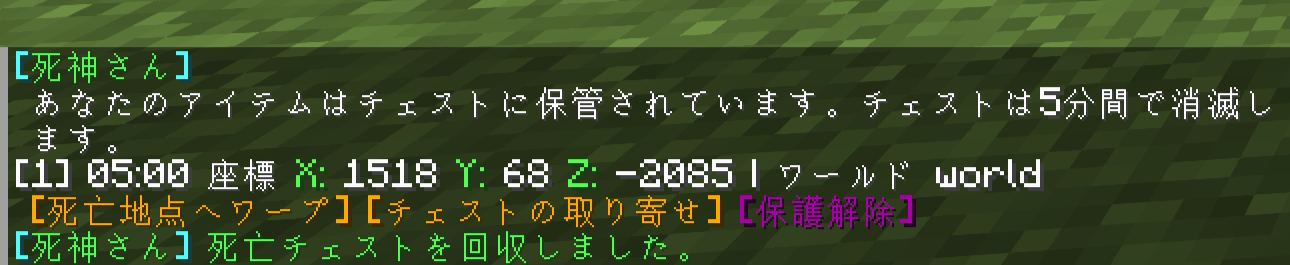 [死神さん]
あなたのアイテムはチェストに保管されています。チェストは5分間で消滅し
ます。
[1] 05:00 座標 X: 1518 Y: 68 Z: -2085 | ワールド world
[死亡地点へワープ] [チェストの取り寄せ] [保護解除]
[死神さん] 死亡チェストを回収しました。